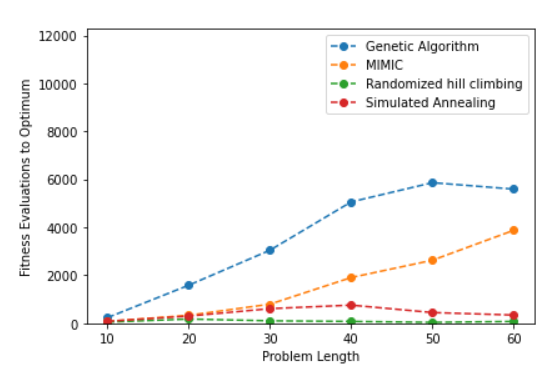 12000
10000
8000
6000
4000
2000
0
Fitness Evaluations to Optimum
Genetic Algorithm
MIMIC
Randomized hill climbing
Simulated Annealing
10 20 30 40 50 60
Problem Length